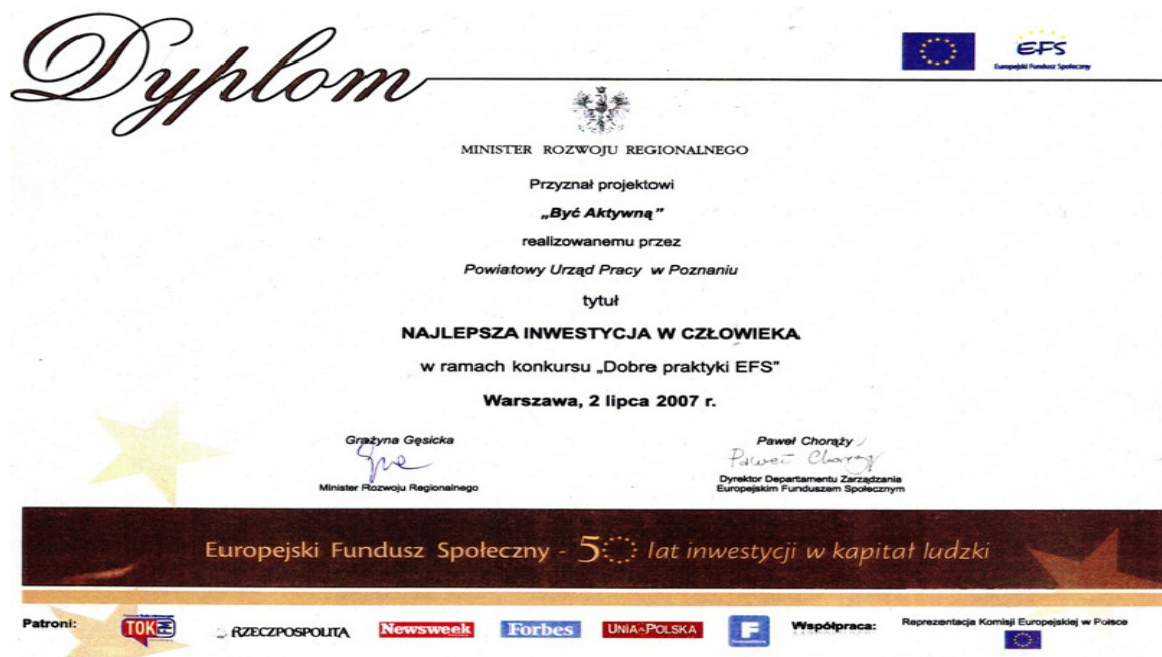 Dyplom
EFS
Europejski Fundusz Społeczny
MINISTER ROZWOJU REGIONALNEGO
Przyznał projektowi
„Być Aktywną”
realizowanemu przez
Powiatowy Urząd Pracy w Poznaniu
tytuł
NAJLEPSZA INWESTYCJA W CZŁOWIEKA
w ramach konkursu „Dobre praktyki EFS”
Warszawa, 2 lipca 2007 r.
Grażyna Gęsicka
Minister Rozwoju Regionalnego
Paweł Chorąży
Paweł Chorąży
Dyrektor Departamentu Zarządzania
Europejskim Funduszem Społecznym
Europejski Fundusz Społeczny - 50 lat inwestycji w kapitał ludzki
Patroni:
TOK FM
RZECZPOSPOLITA
Newsweek
Forbes
UNIA POLSKA
F
Współpraca:
Reprezentacja Komisji Europejskiej w Polsce